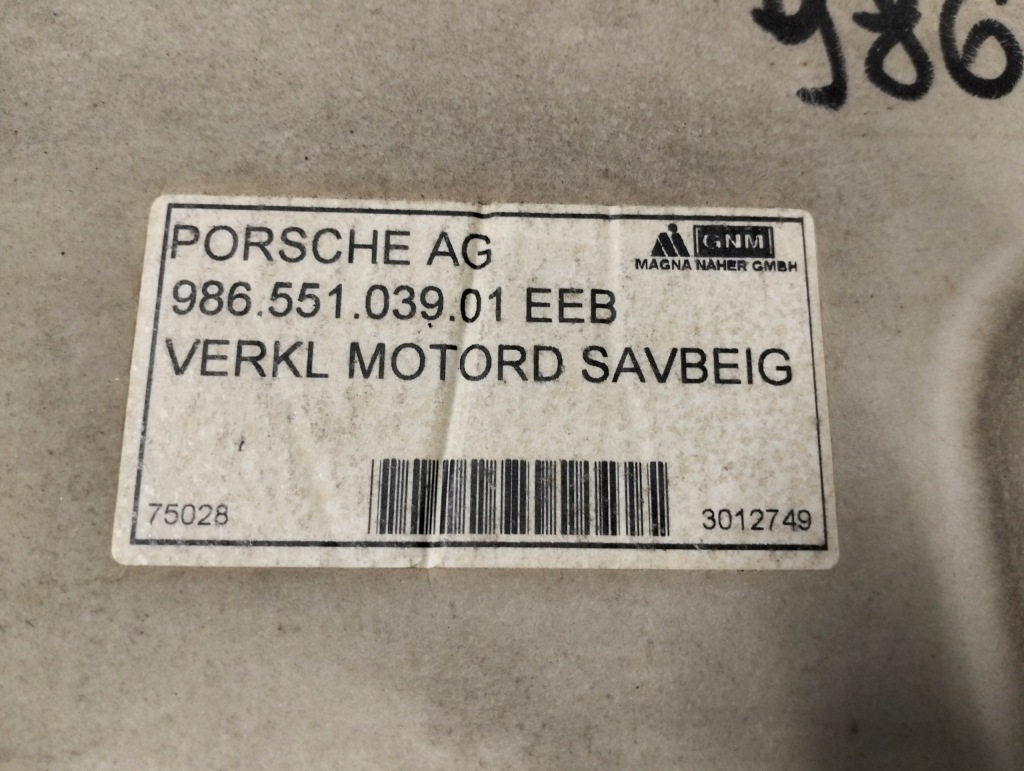 986
PORSCHE AG
GNM
MAGNA NAHER GMBH
986.551.039.01 EEB
VERKL MOTORD SAVBEIG
75028
3012749